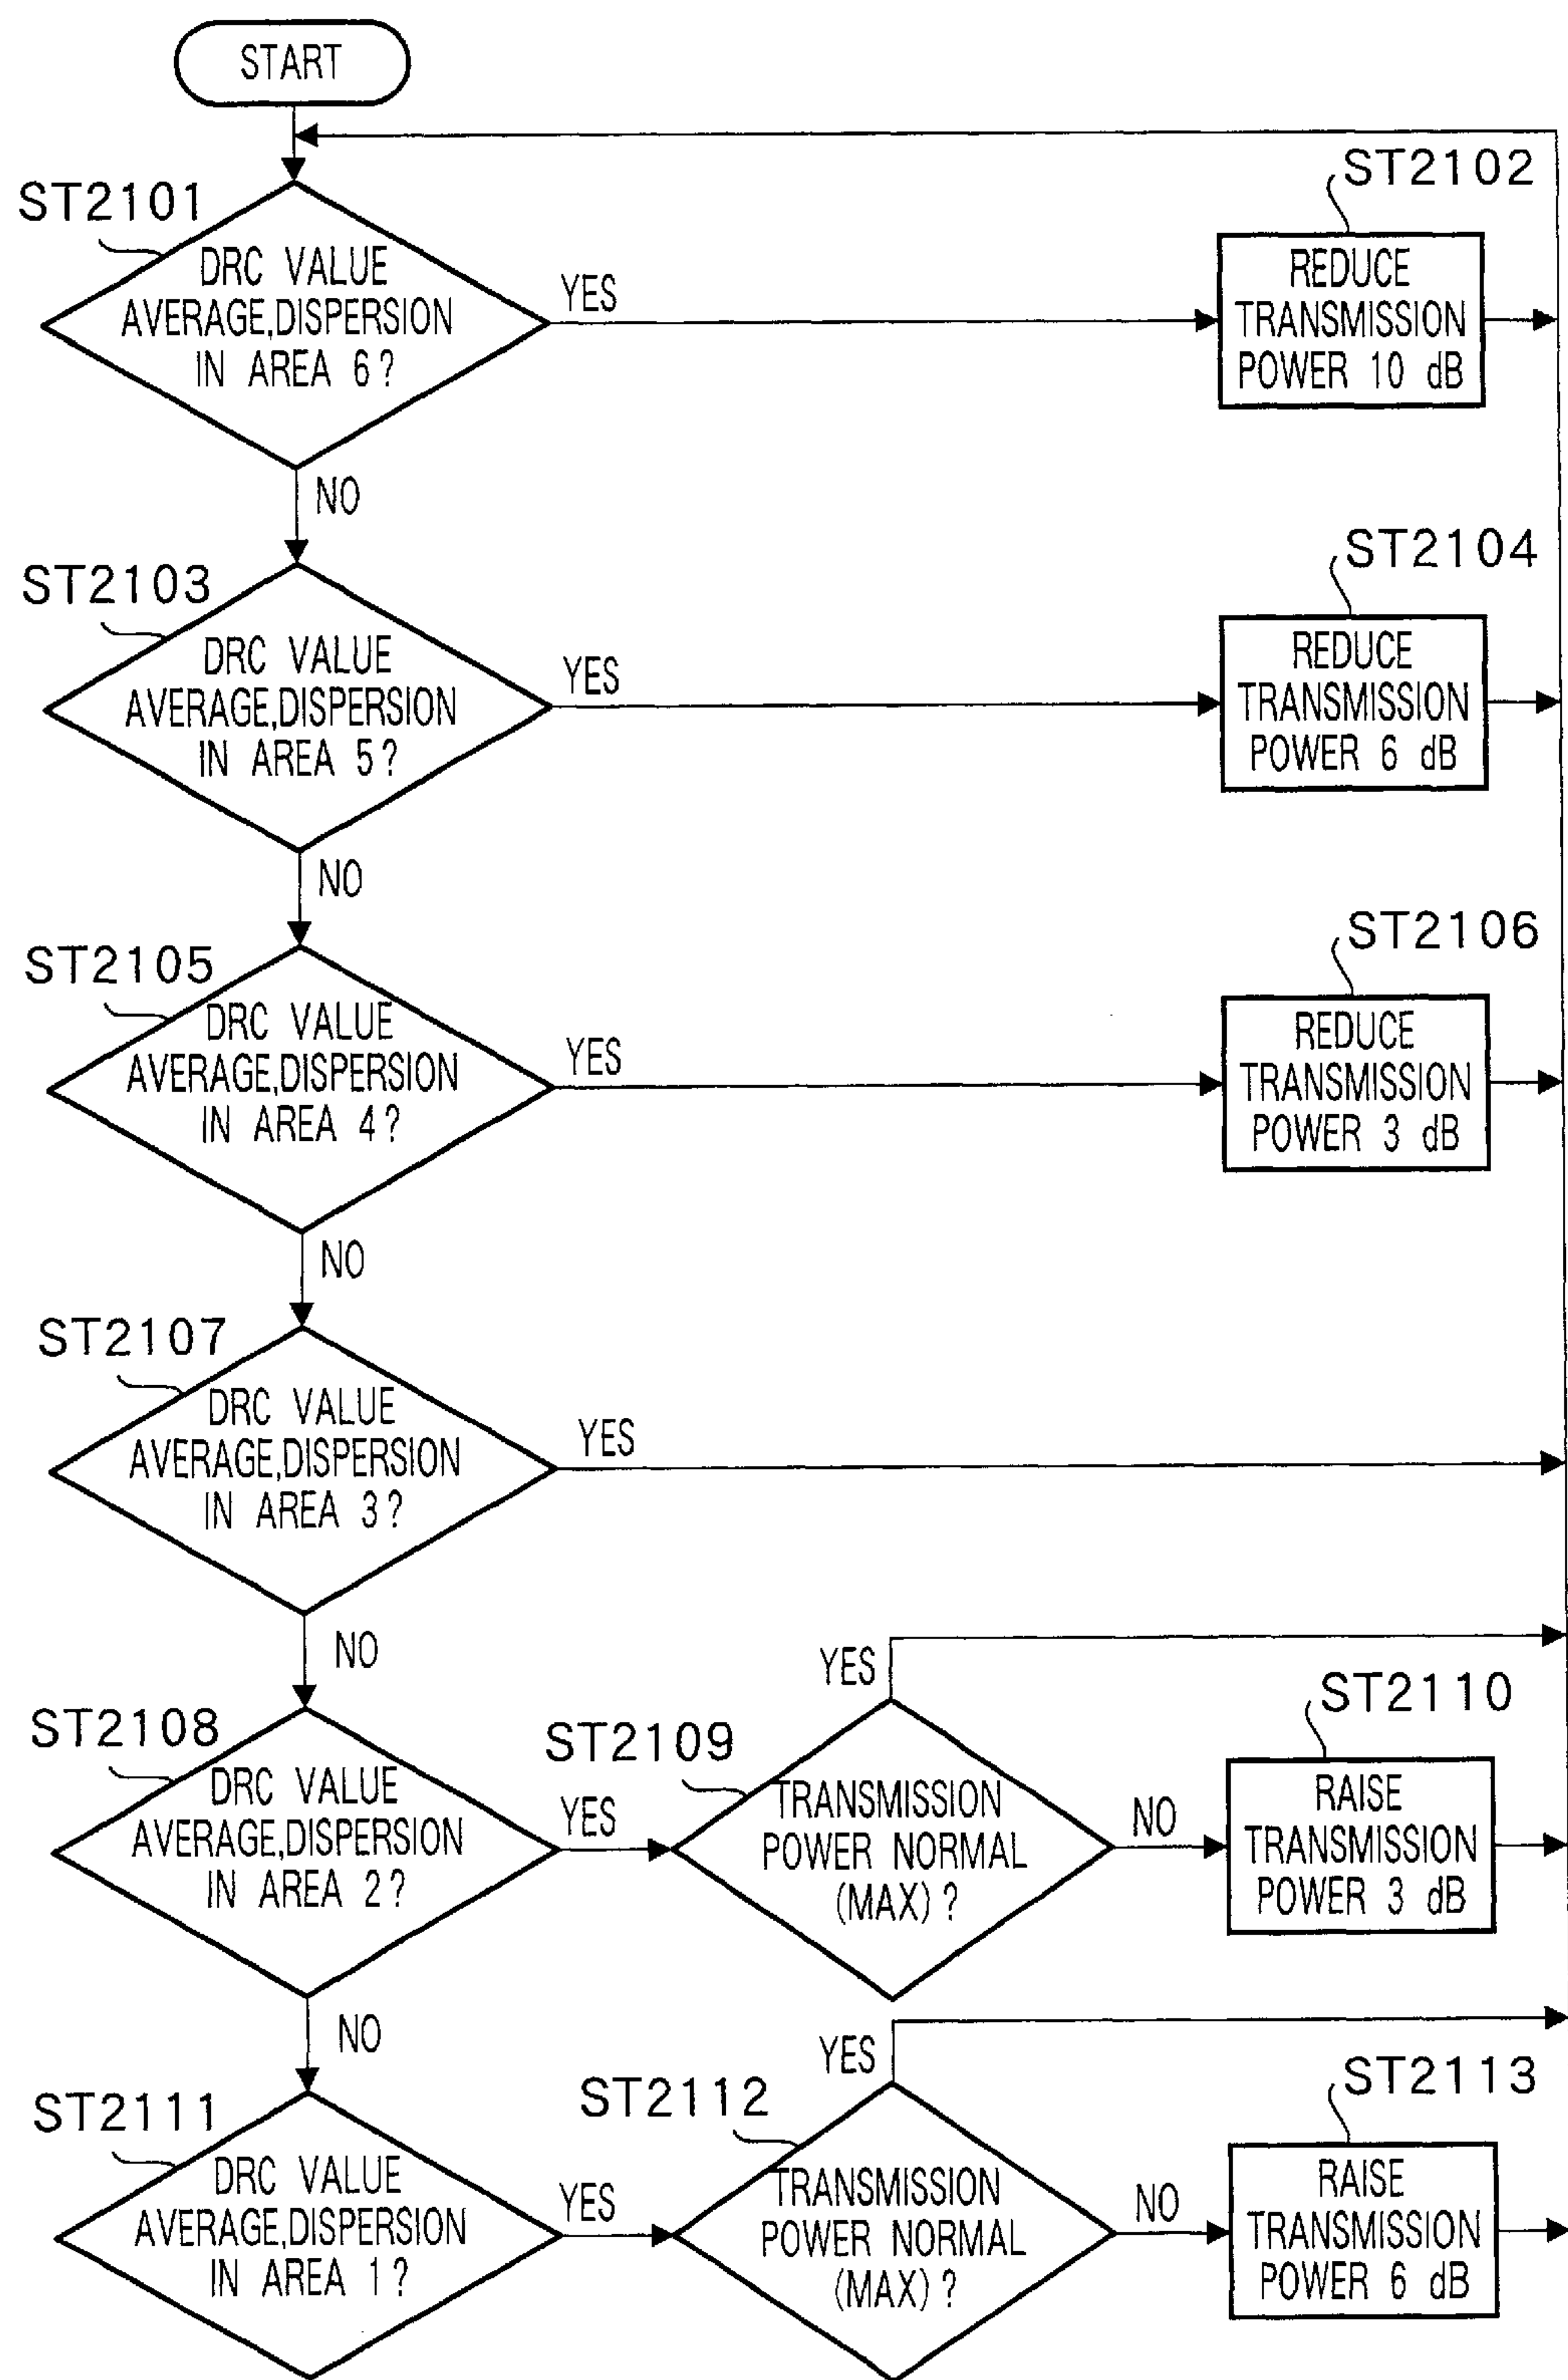 START
ST2101
DRC VALUE
AVERAGE,DISPERSION
IN AREA 6?
YES
ST2102
REDUCE
TRANSMISSION
POWER 10 dB
NO
ST2103
DRC VALUE
AVERAGE,DISPERSION
IN AREA 5?
YES
ST2104
REDUCE
TRANSMISSION
POWER 6 dB
NO
ST2105
DRC VALUE
AVERAGE,DISPERSION
IN AREA 4?
YES
ST2106
REDUCE
TRANSMISSION
POWER 3 dB
NO
ST2107
DRC VALUE
AVERAGE,DISPERSION
IN AREA 3?
YES
NO
ST2108
DRC VALUE
AVERAGE,DISPERSION
IN AREA 2?
YES
ST2109
TRANSMISSION
POWER NORMAL
(MAX)?
YES
NO
ST2110
RAISE
TRANSMISSION
POWER 3 dB
NO
ST2111
DRC VALUE
AVERAGE,DISPERSION
IN AREA 1?
YES
ST2112
TRANSMISSION
POWER NORMAL
(MAX)?
YES
NO
ST2113
RAISE
TRANSMISSION
POWER 6 dB